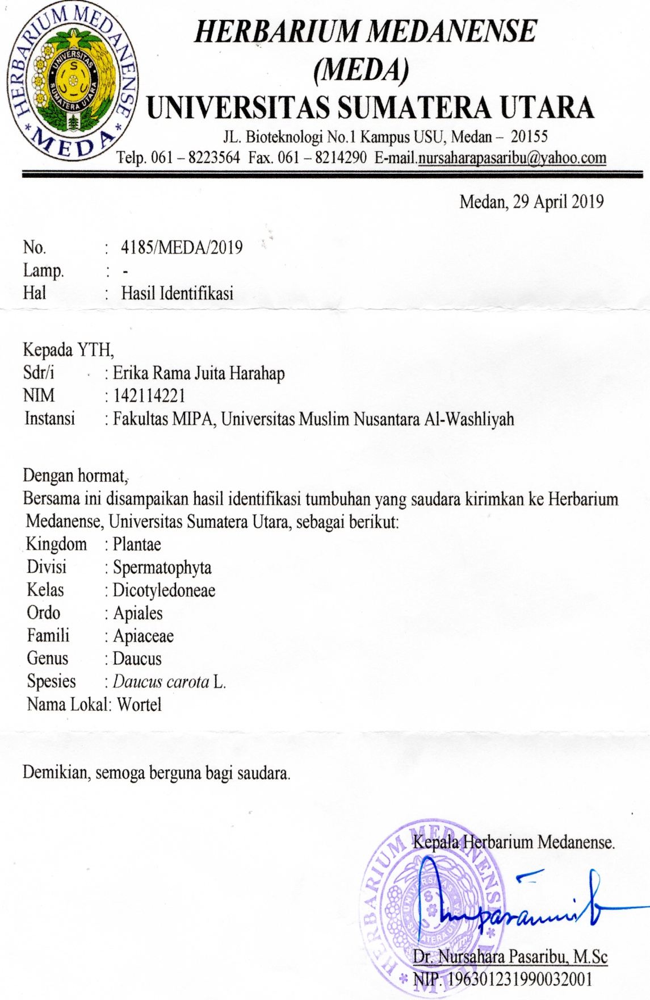 HERBARIUM MEDANENSE
* MEDA *
UNIVERSITAS
SUMATERA UTARA
HERBARIUM MEDANENSE
(MEDA)
UNIVERSITAS SUMATERA UTARA
JL. Bioteknologi No.1 Kampus USU, Medan – 20155
Telp. 061 – 8223564 Fax. 061 – 8214290 E-mail.nursaharapasaribu@yahoo.com
Medan, 29 April 2019
No. : 4185/MEDA/2019
Lamp. : -
Hal : Hasil Identifikasi
Kepada YTH,
Sdr/i : Erika Rama Juita Harahap
NIM : 142114221
Instansi : Fakultas MIPA, Universitas Muslim Nusantara Al-Washliyah
Dengan hormat,
Bersama ini disampaikan hasil identifikasi tumbuhan yang saudara kirimkan ke Herbarium
Medanense, Universitas Sumatera Utara, sebagai berikut:
Kingdom : Plantae
Divisi : Spermatophyta
Kelas : Dicotyledoneae
Ordo : Apiales
Famili : Apiaceae
Genus : Daucus
Spesies : Daucus carota L.
Nama Lokal: Wortel
Demikian, semoga berguna bagi saudara.
Kepala Herbarium Medanense.
HERBARIUM MEDANENSE
* MEDA *
UNIVERSITAS
SUMATERA UTARA
Dr. Nursahara Pasaribu, M.Sc
NIP. 196301231990032001